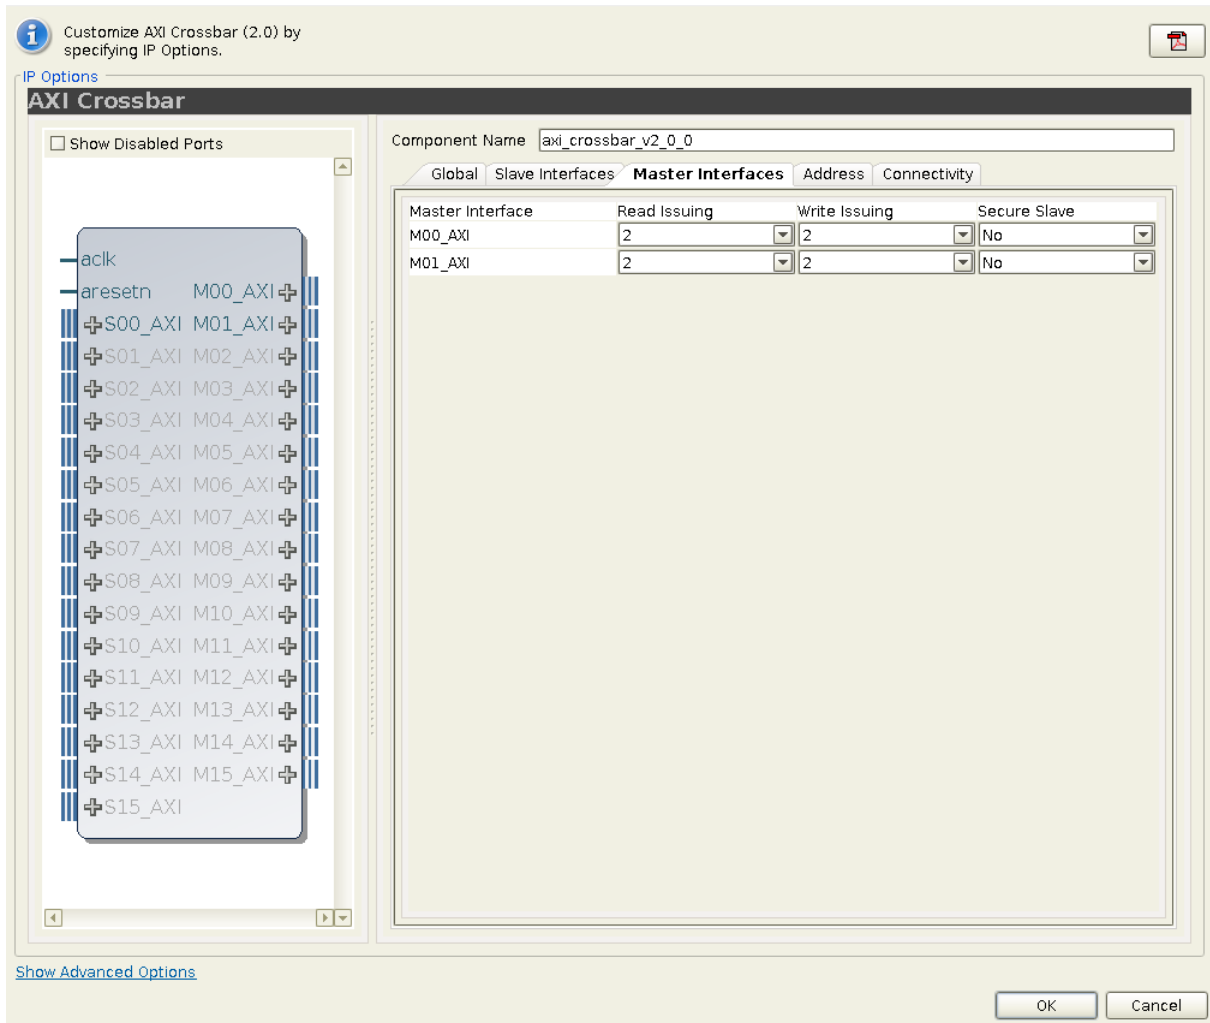 Customize AXI Crossbar (2.0) by
specifying IP Options.
IP Options
AXI Crossbar
Show Disabled Ports
aclk
aresetn M00_AXI
S00_AXI M01_AXI
S01_AXI M02_AXI
S02_AXI M03_AXI
S03_AXI M04_AXI
S04_AXI M05_AXI
S05_AXI M06_AXI
S06_AXI M07_AXI
S07_AXI M08_AXI
S08_AXI M09_AXI
S09_AXI M10_AXI
S10_AXI M11_AXI
S11_AXI M12_AXI
S12_AXI M13_AXI
S13_AXI M14_AXI
S14_AXI M15_AXI
S15_AXI
Component Name axi_crossbar_v2_0_0
Global Slave Interfaces Master Interfaces Address Connectivity
Master Interface Read Issuing Write Issuing Secure Slave
M00_AXI 2 2 No
M01_AXI 2 2 No
Show Advanced Options
OK Cancel